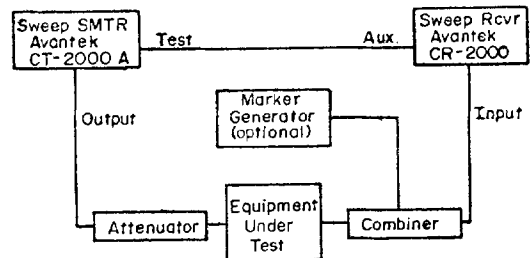 Sweep SMTR
Avantek
CT-2000 A
Test
Aux.
Sweep Rcvr
Avantek
CR-2000
Output
Marker
Generator
(optional)
Input
Attenuator
Equipment
Under
Test
Combiner